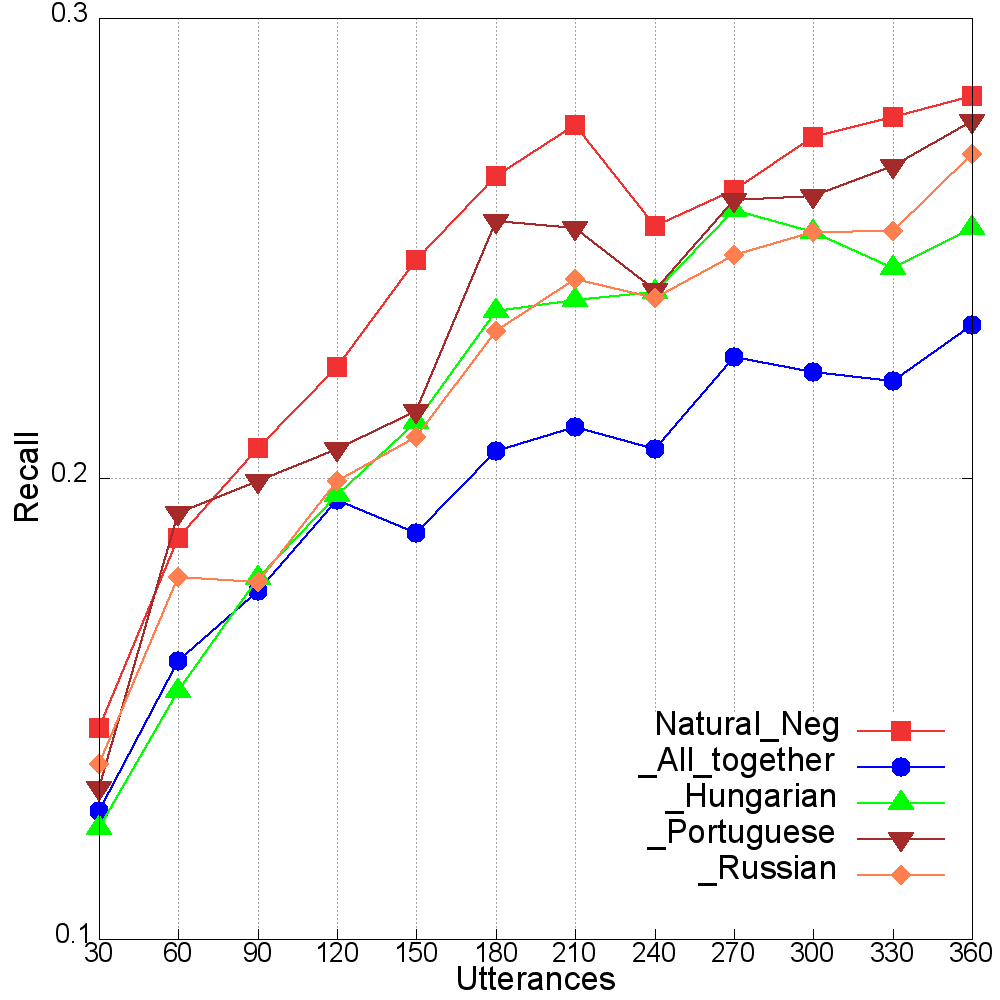 0.3
0.2
0.1
Recall
Natural_Neg
_All_together
_Hungarian
_Portuguese
_Russian
30 60 90 120 150 180 210 240 270 300 330 360
Utterances